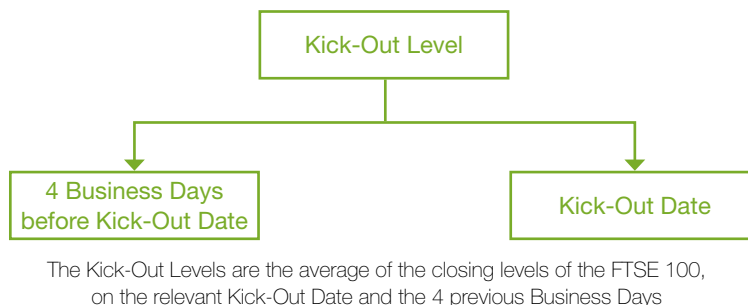 Kick-Out Level
4 Business Days
before Kick-Out Date
Kick-Out Date
The Kick-Out Levels are the average of the closing levels of the FTSE 100,
on the relevant Kick-Out Date and the 4 previous Business Days